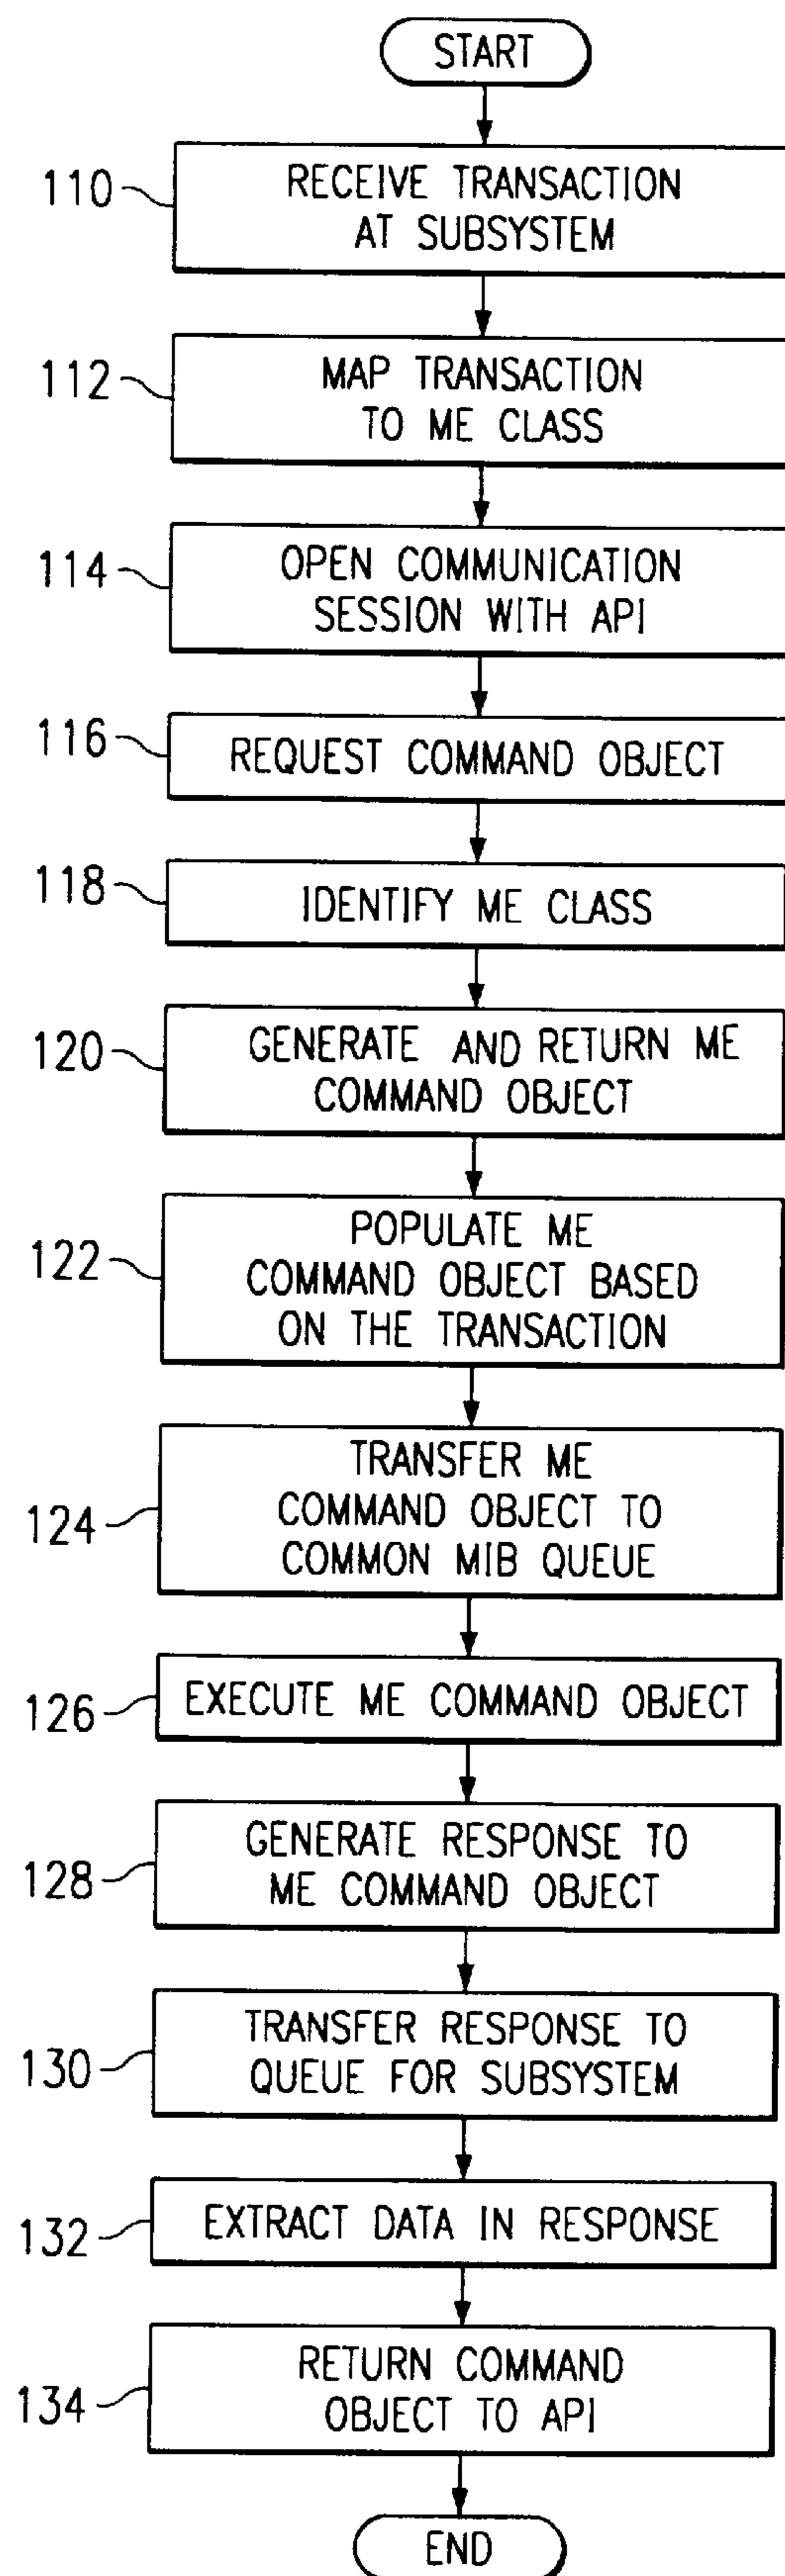 START
110
RECEIVE TRANSACTION
AT SUBSYSTEM
112
MAP TRANSACTION
TO ME CLASS
114
OPEN COMMUNICATION
SESSION WITH API
116
REQUEST COMMAND OBJECT
118
IDENTIFY ME CLASS
120
GENERATE AND RETURN ME
COMMAND OBJECT
122
POPULATE ME
COMMAND OBJECT BASED
ON THE TRANSACTION
124
TRANSFER ME
COMMAND OBJECT TO
COMMON MIB QUEUE
126
EXECUTE ME COMMAND OBJECT
128
GENERATE RESPONSE TO
ME COMMAND OBJECT
130
TRANSFER RESPONSE TO
QUEUE FOR SUBSYSTEM
132
EXTRACT DATA IN RESPONSE
134
RETURN COMMAND
OBJECT TO API
END